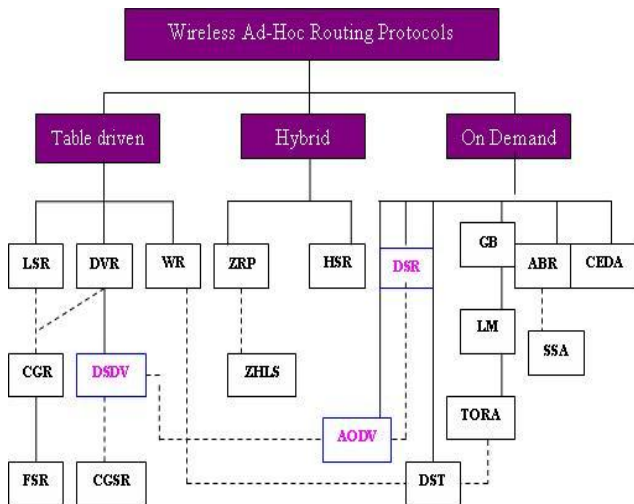 Wireless Ad-Hoc Routing Protocols
Table driven
Hybrid
On Demand
LSR
DVR
WR
ZRP
HSR
DSR
GB
ABR
CEDA
LM
SSA
CGR
DSDV
ZHLS
TORA
AODV
FSR
CGSR
DST